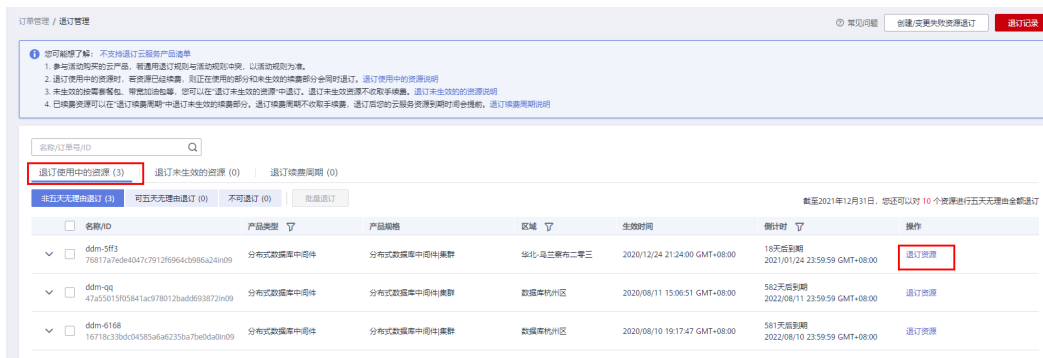 订单管理 / 退订管理
常见问题
创建/变更失败资源退订
退订记录
您可能想了解： 不支持退订云服务产品清单
1. 参与活动购买的云产品，若通用退订规则与活动规则冲突，以活动规则为准。
2. 退订使用中的资源时，若资源已经续费，则正在使用的部分和未生效的续费部分会同时退订。退订使用中的资源说明
3. 未生效的按需套餐包、带宽加油包等，您可以在“退订未生效的资源”中退订。退订未生效资源不收取手续费。退订未生效的的资源说明
4. 已续费资源可以在“退订续费周期”中退订未生效的续费部分。退订续费周期不收取手续费，退订后您的云服务资源到期时间会提前。退订续费周期说明
名称/订单号/ID
退订使用中的资源 (3) 退订未生效的资源 (0) 退订续费周期 (0)
非五天无理由退订 (3) 可五天无理由退订 (0) 不可退订 (0) 批量退订
截至2021年12月31日，您还可以对 10 个资源进行五天无理由全额退订
名称/ID 产品类型 产品规格 区域 生效时间 倒计时 操作
ddm-5ff3
76817a7ede4047c7912f6964cb986a24in09
分布式数据库中间件 分布式数据库中间件|集群 华北-乌兰察布二零三 2020/12/24 21:24:00 GMT+08:00
18天后到期
2021/01/24 23:59:59 GMT+08:00
退订资源
ddm-qq
47a55015f05841ac978012badd693872in09
分布式数据库中间件 分布式数据库中间件|集群 数据库杭州区 2020/08/11 15:06:51 GMT+08:00
582天后到期
2022/08/11 23:59:59 GMT+08:00
退订资源
ddm-6168
16718c33bdc04585a6a6235ba7be0da0in09
分布式数据库中间件 分布式数据库中间件|集群 数据库杭州区 2020/08/10 19:17:47 GMT+08:00
581天后到期
2022/08/10 23:59:59 GMT+08:00
退订资源